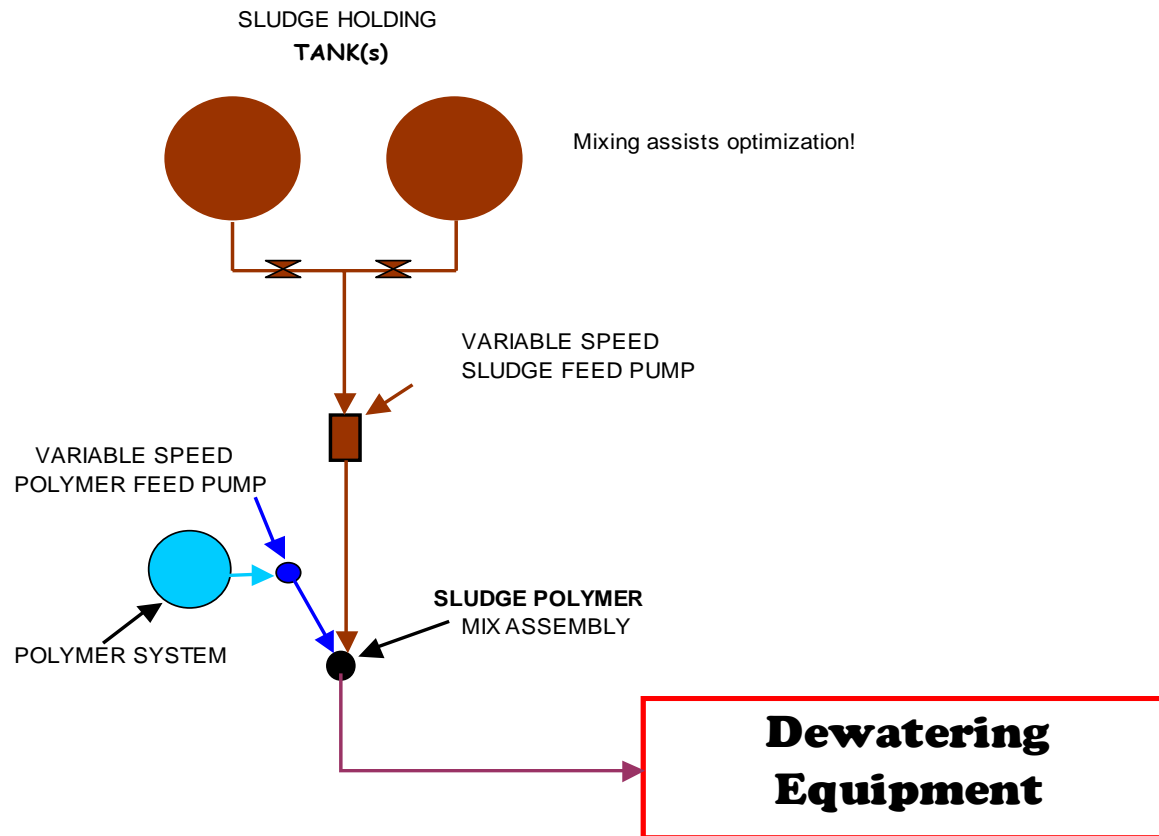 SLUDGE HOLDING
TANK(s)
Mixing assists optimization!
VARIABLE SPEED
SLUDGE FEED PUMP
VARIABLE SPEED
POLYMER FEED PUMP
SLUDGE POLYMER
MIX ASSEMBLY
POLYMER SYSTEM
Dewatering
Equipment